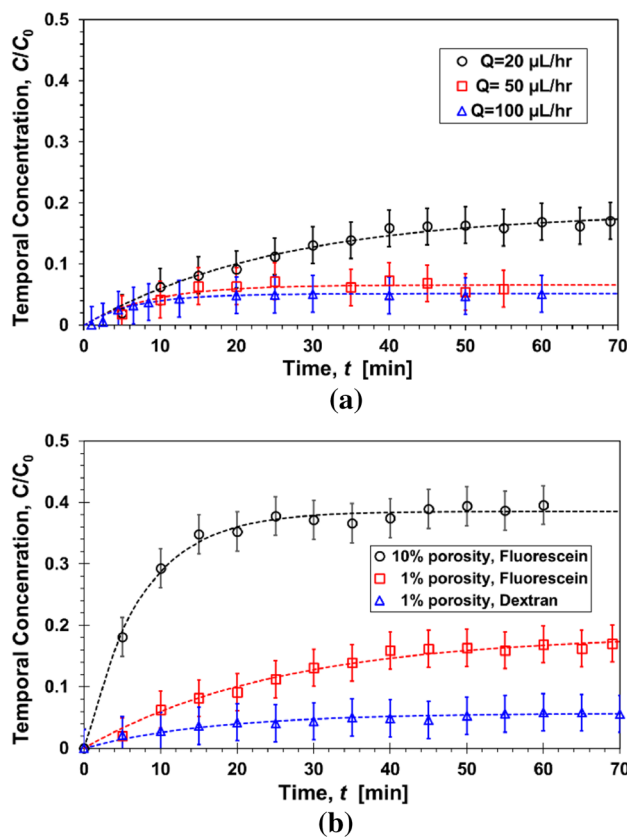 0.5
0.4
0.3
0.2
0.1
0
Temporal Concentration, C/C0
Q=20 µL/hr
Q= 50 µL/hr
Q=100 µL/hr
0 10 20 30 40 50 60 70
Time, t [min]
(a)
0.5
0.4
0.3
0.2
0.1
0
Temporal Concenration, C/C0
10% porosity, Fluorescein
1% porosity, Fluorescein
1% porosity, Dextran
0 10 20 30 40 50 60 70
Time, t [min]
(b)